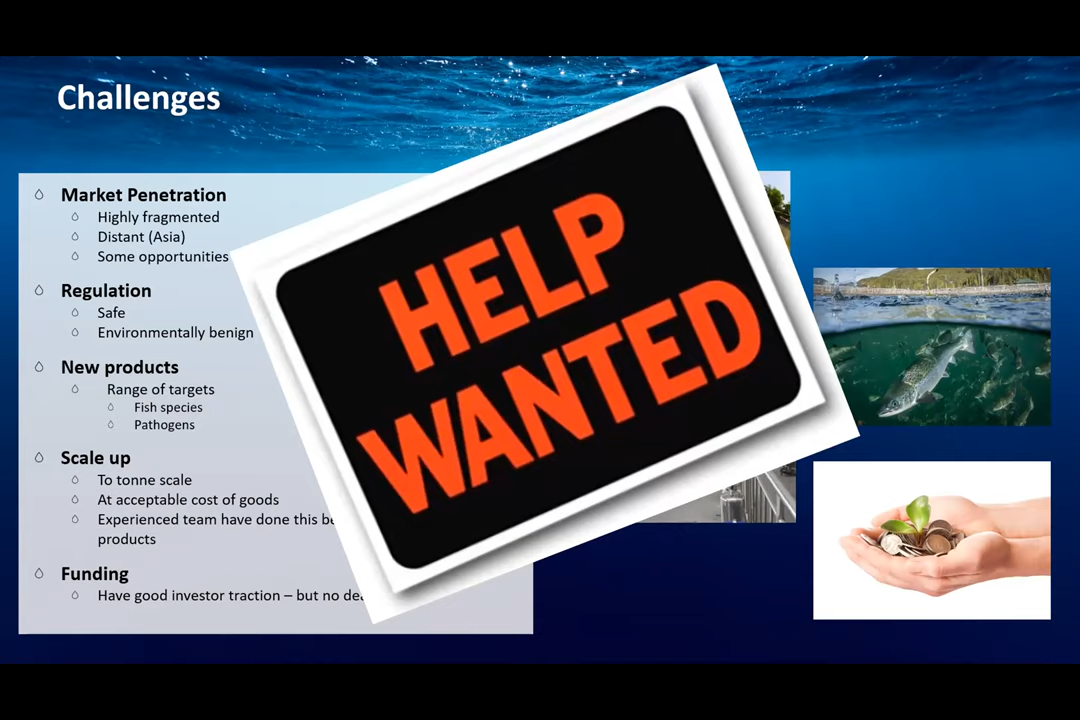 Challenges
Market Penetration
Highly fragmented
Distant (Asia)
Some opportunities
Regulation
Safe
Environmentally benign
New products
Range of targets
Fish species
Pathogens
Scale up
To tonne scale
At acceptable cost of goods
Experienced team have done this
products
Funding
Have good investor traction – but no
HELP
WANTED